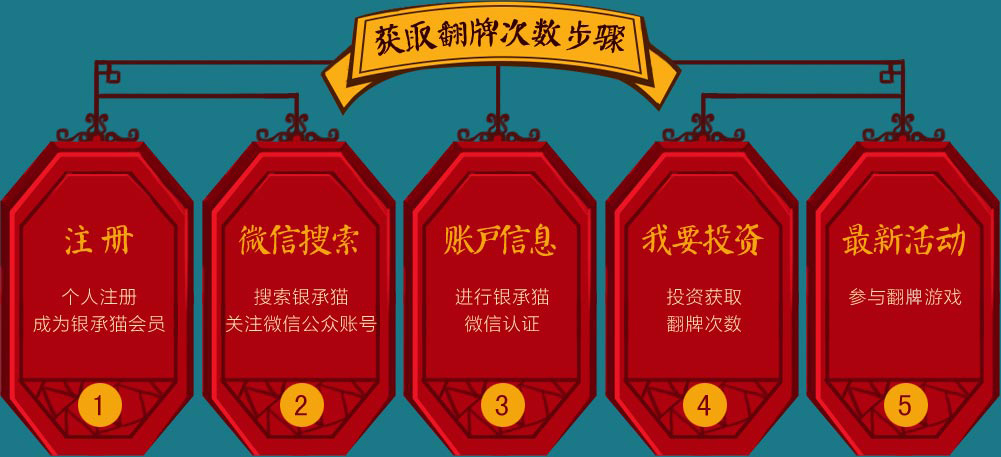 获取翻牌次数步骤
注册
个人注册
成为银承猫会员
1
微信搜索
搜索银承猫
关注微信公众账号
2
账户信息
进行银承猫
微信认证
3
我要投资
投资获取
翻牌次数
4
最新活动
参与翻牌游戏
5